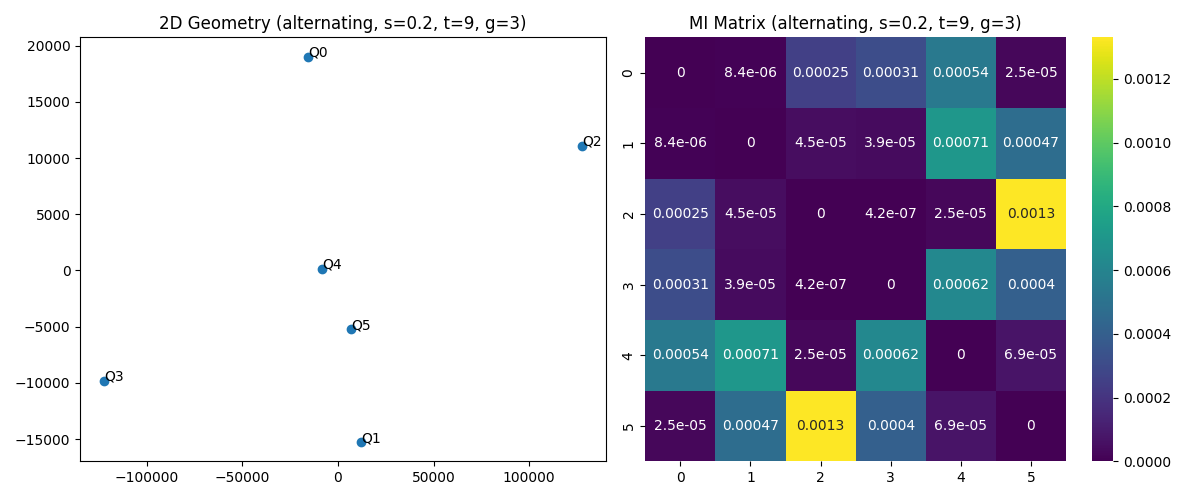 2D Geometry (alternating, s=0.2, t=9, g=3)
20000
15000
10000
5000
0
−5000
−10000
−15000
−100000 −50000 0 50000 100000
Q0
Q2
Q4
Q5
Q3
Q1
MI Matrix (alternating, s=0.2, t=9, g=3)
0 0 8.4e-06 0.00025 0.00031 0.00054 2.5e-05
1 8.4e-06 0 4.5e-05 3.9e-05 0.00071 0.00047
2 0.00025 4.5e-05 0 4.2e-07 2.5e-05 0.0013
3 0.00031 3.9e-05 4.2e-07 0 0.00062 0.0004
4 0.00054 0.00071 2.5e-05 0.00062 0 6.9e-05
5 2.5e-05 0.00047 0.0013 0.0004 6.9e-05 0
0 1 2 3 4 5
0.0012
0.0010
0.0008
0.0006
0.0004
0.0002
0.0000